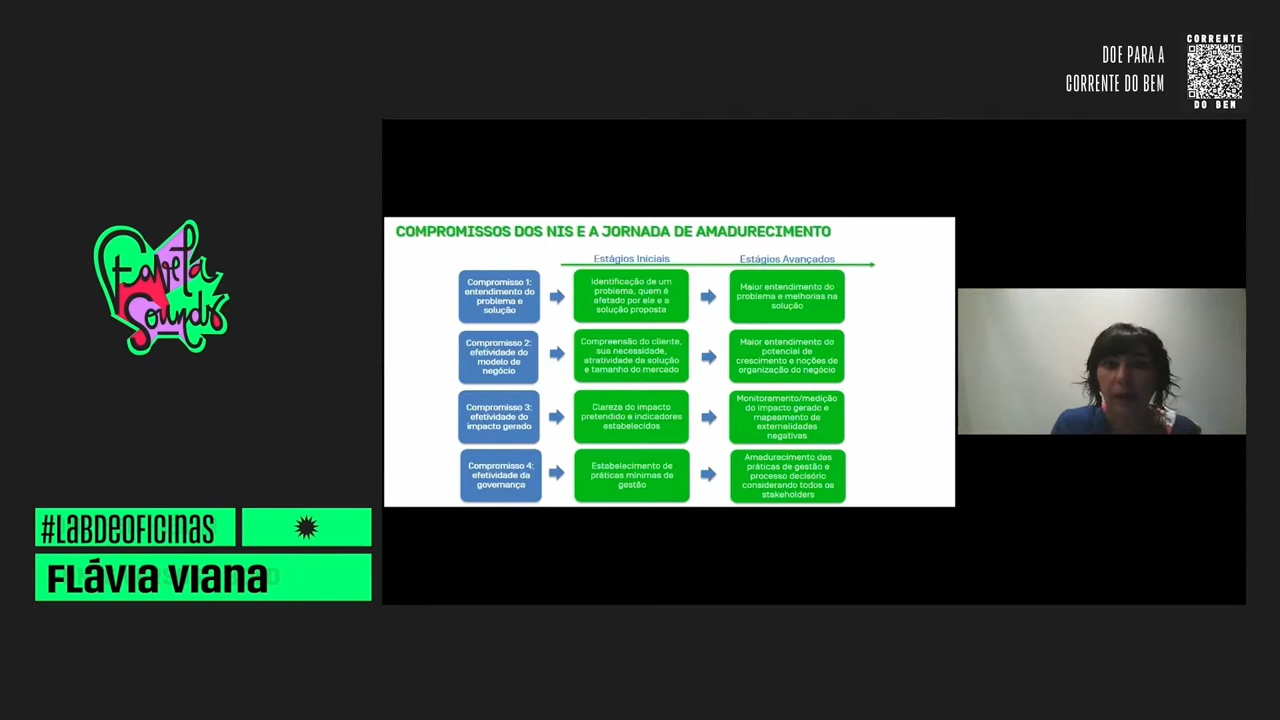 CORRENTE
DOE PARA A
CORRENTE DO BEM
DO BEM
Favela
Sounds
COMPROMISSOS DOS NIS E A JORNADA DE AMADURECIMENTO
Estágios Iniciais
Estágios Avançados
Compromisso 1:
entendimento do
problema e
solução
Identificação de um
problema, quem é
afetado por ele e a
solução proposta
Maior entendimento do
problema e melhorias na
solução
Compromisso 2:
efetividade do
modelo de
negócio
Compreensão do cliente,
sua necessidade,
atratividade da solução
e tamanho do mercado
Maior entendimento do
potencial de
crescimento e noções de
organização do negócio
Compromisso 3:
efetividade do
impacto gerado
Clareza do impacto
pretendido e indicadores
estabelecidos
Monitoramento/medição
do impacto gerado e
mapeamento de
externalidades
negativas
Compromisso 4:
efetividade da
governança
Estabelecimento de
práticas mínimas de
gestão
Amadurecimento das
práticas de gestão e
processo decisório
considerando todos os
stakeholders
#LABDEOFICINAS
FLÁVIA VIANA